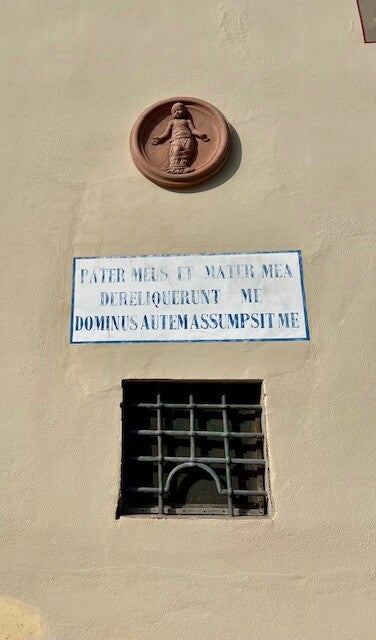 PATER MEUS ET MATER MEA
DERELIQUERUNT ME
DOMINUS AUTEM ASSUMPSIT ME